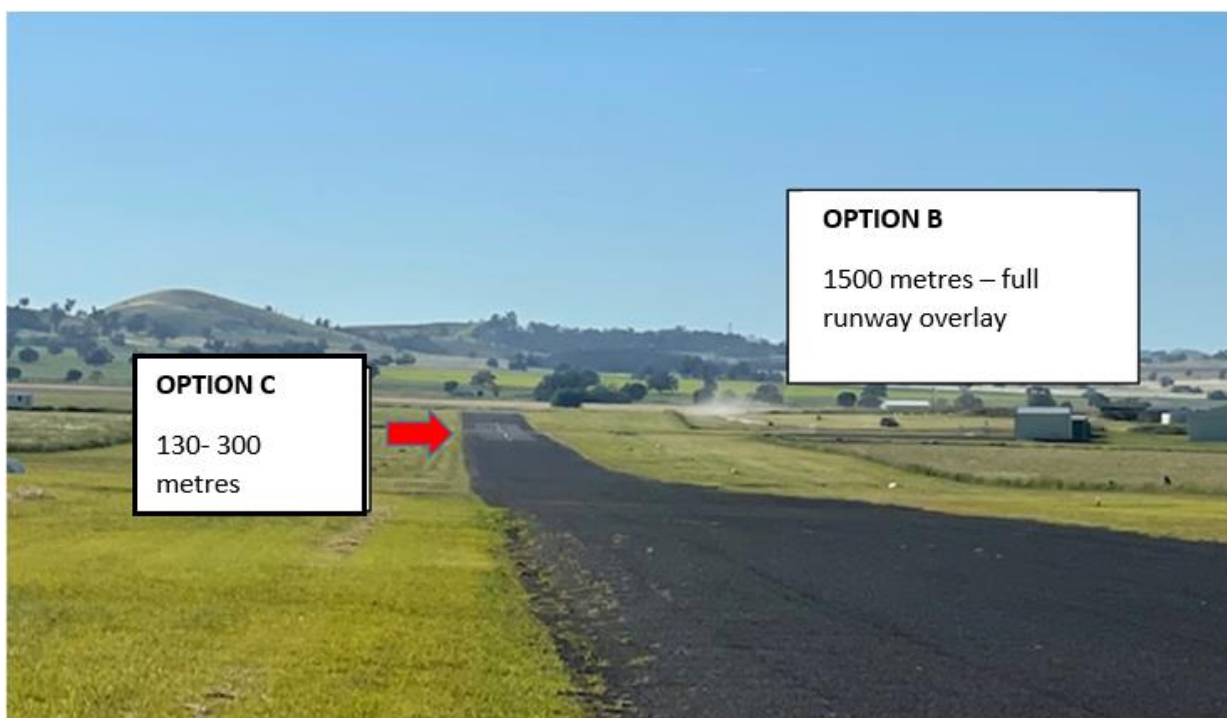 OPTION B
1500 metres – full
runway overlay
OPTION C
130- 300
metres